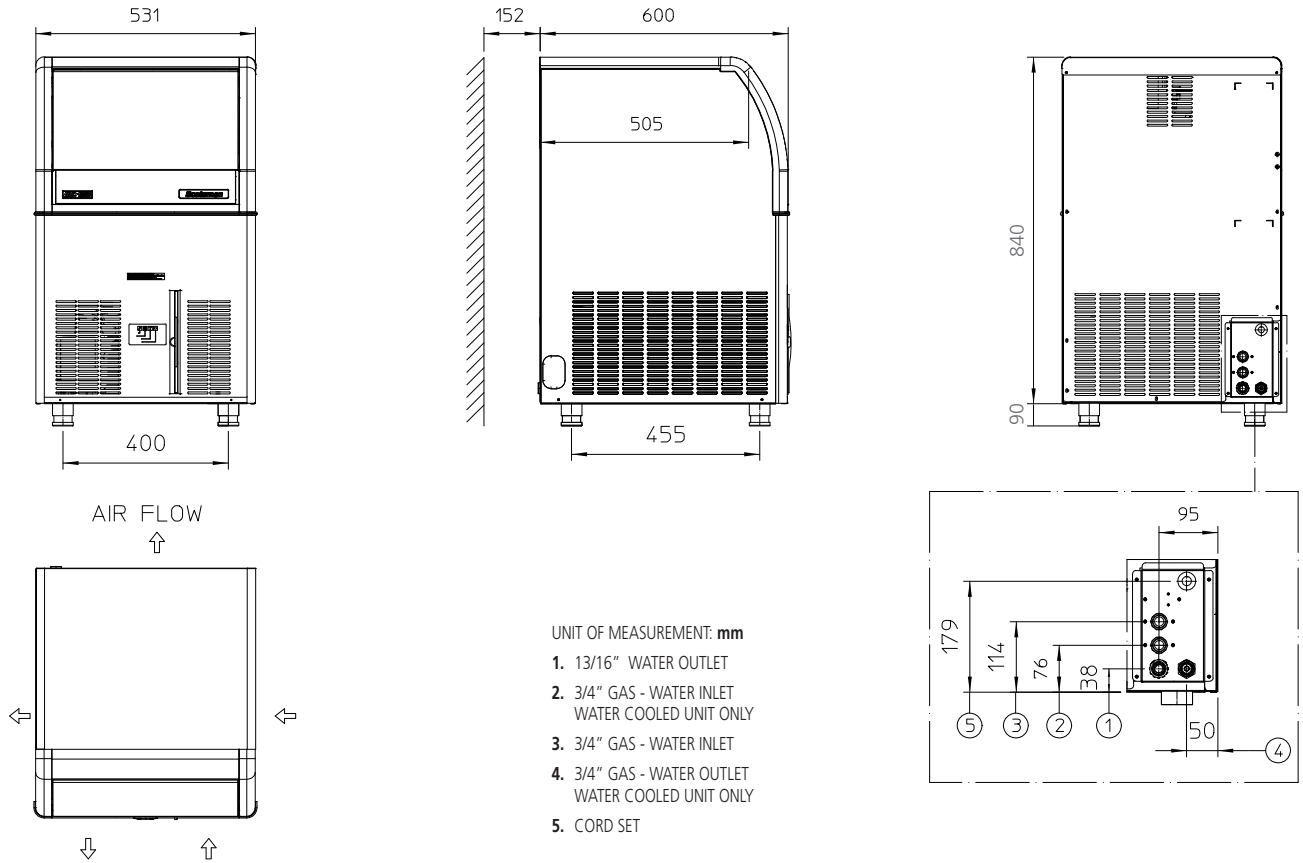 531
152
600
505
840
90
400
455
AIR FLOW
UNIT OF MEASUREMENT: mm
1. 13/16” WATER OUTLET
2. 3/4” GAS - WATER INLET
WATER COOLED UNIT ONLY
3. 3/4” GAS - WATER INLET
4. 3/4” GAS - WATER OUTLET
WATER COOLED UNIT ONLY
5. CORD SET
95
179
114
76
38
50
5
3
2
1
4